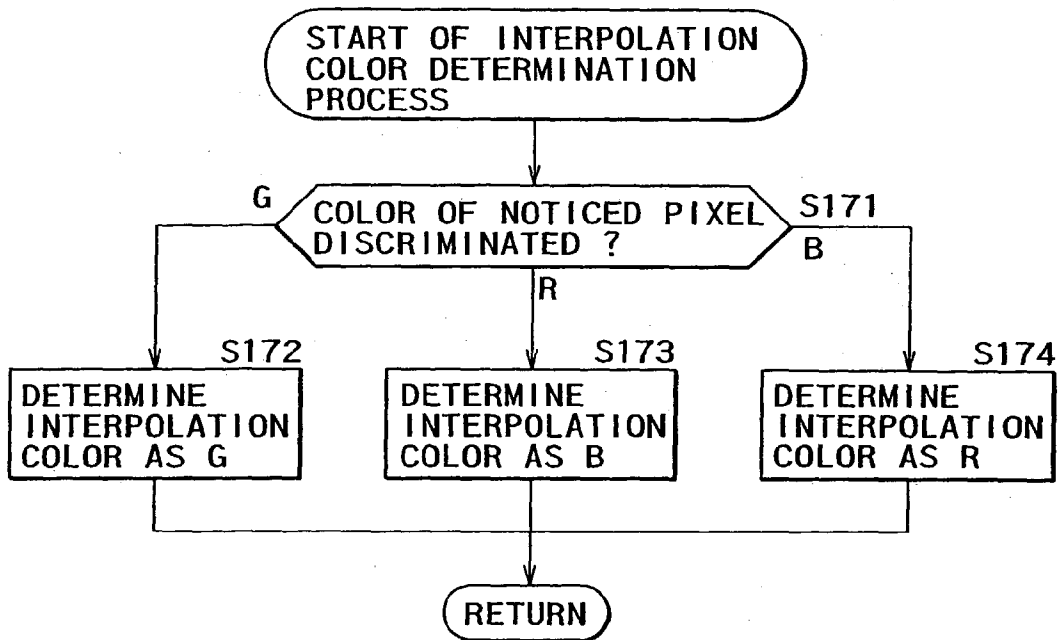 START OF INTERPOLATION
COLOR DETERMINATION
PROCESS
G
COLOR OF NOTICED PIXEL
DISCRIMINATED ?
S171
B
R
S172
DETERMINE
INTERPOLATION
COLOR AS G
S173
DETERMINE
INTERPOLATION
COLOR AS B
S174
DETERMINE
INTERPOLATION
COLOR AS R
RETURN